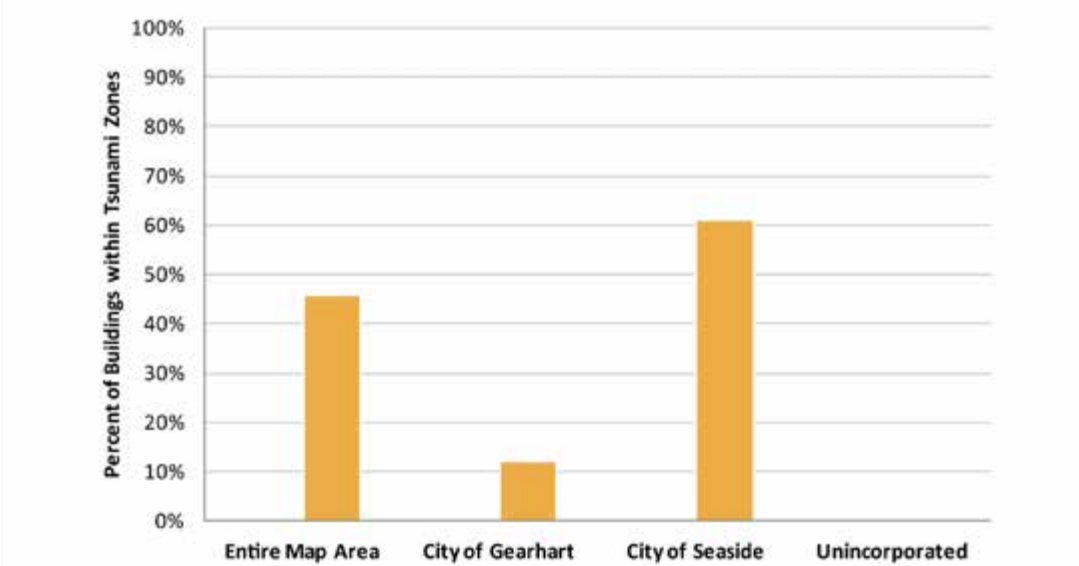 100%
90%
80%
70%
60%
50%
40%
30%
20%
10%
0%
Percent of Buildings within Tsunami Zones
Entire Map Area
City of Gearhart
City of Seaside
Unincorporated